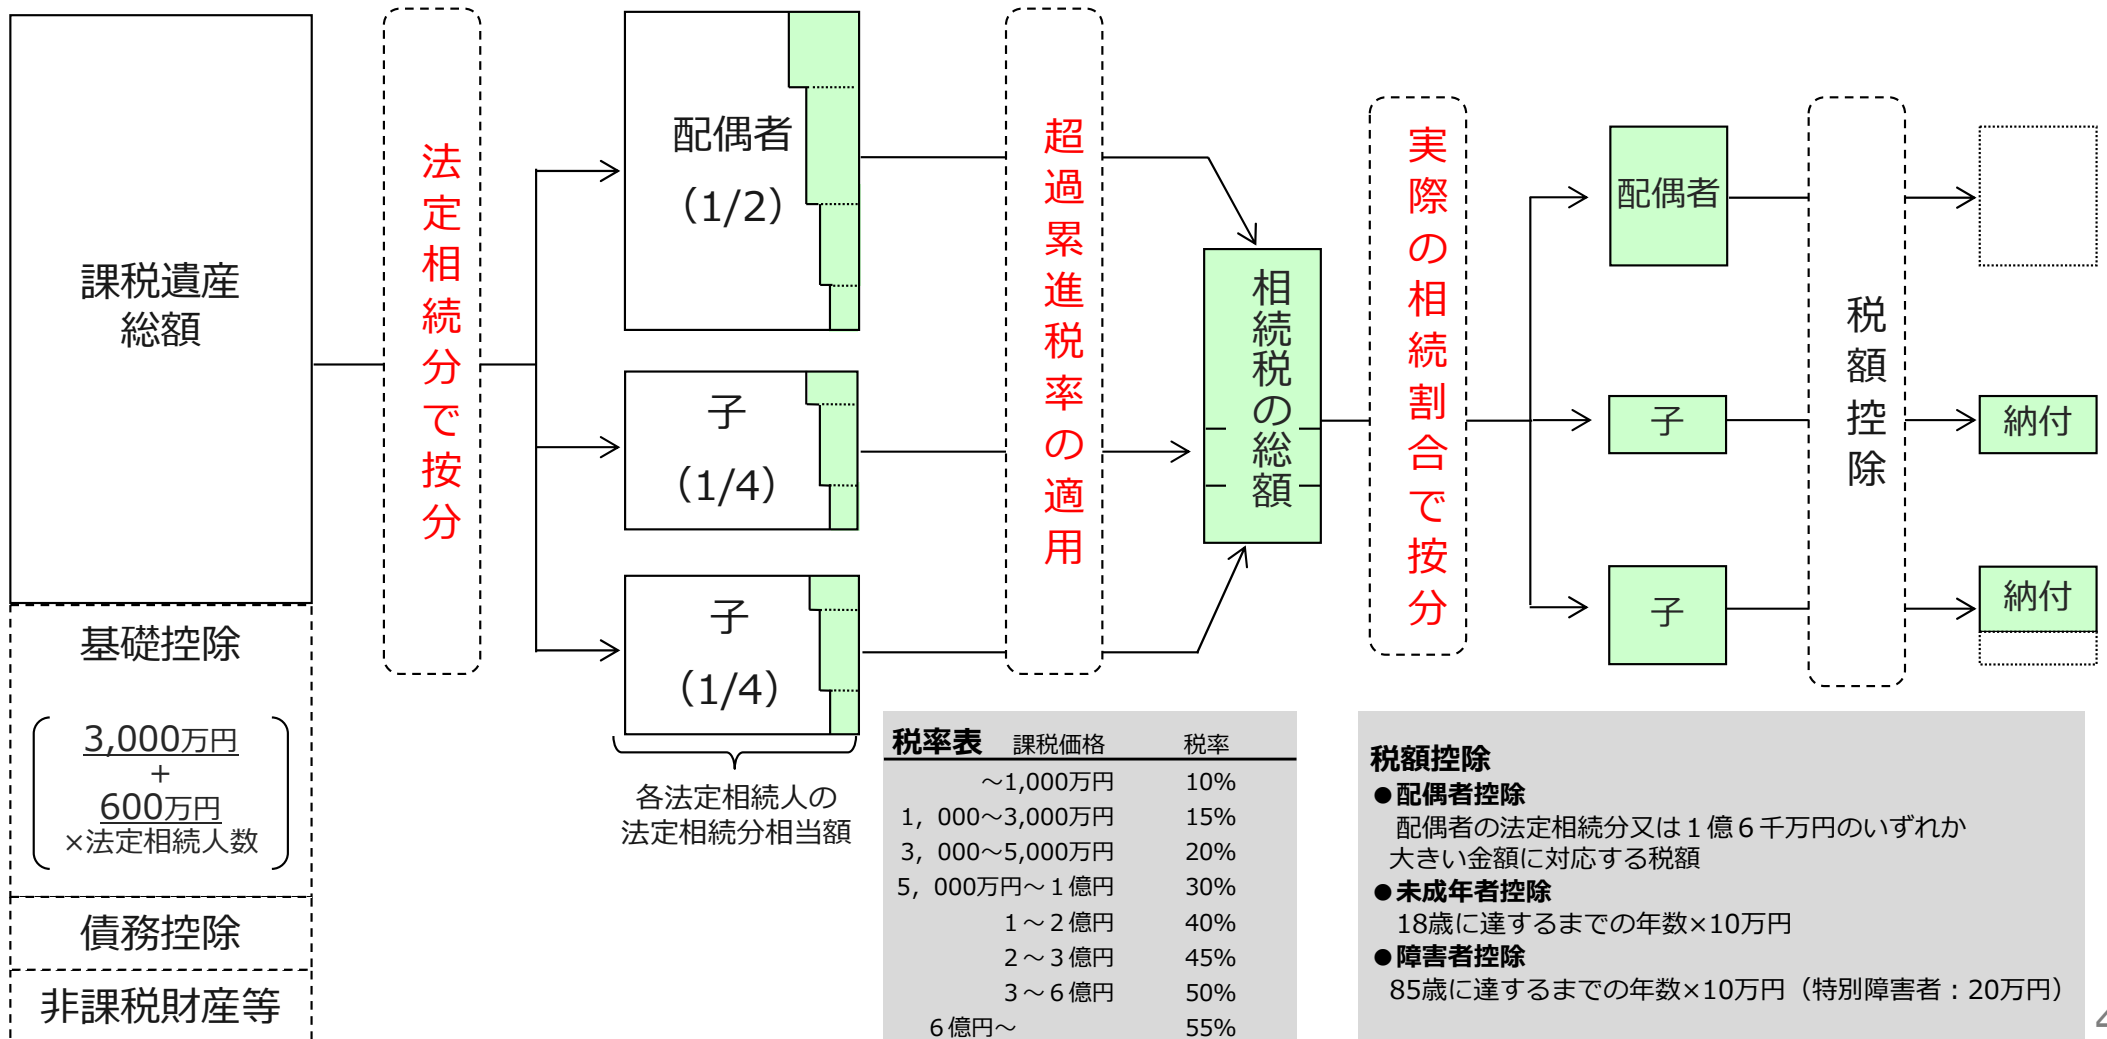 課税遺産
総額
基礎控除
3,000万円
+
600万円
×法定相続人数
債務控除
非課税財産等
法定相続分で按分
配偶者
（1/2）
子
（1/4）
子
（1/4）
各法定相続人の
法定相続分相当額
超過累進税率の適用
相続税の総額
実際の相続割合で按分
配偶者
子
子
税額控除
納付
納付
税率表　課税価格　税率
～1,000万円　10%
1，000～3,000万円　15%
3，000～5,000万円　20%
5，000万円～１億円　30%
1～２億円　40%
2～３億円　45%
3～６億円　50%
６億円～　55%
税額控除
●配偶者控除
配偶者の法定相続分又は１億６千万円のいずれか
大きい金額に対応する税額
●未成年者控除
18歳に達するまでの年数×10万円
●障害者控除
85歳に達するまでの年数×10万円（特別障害者：20万円）